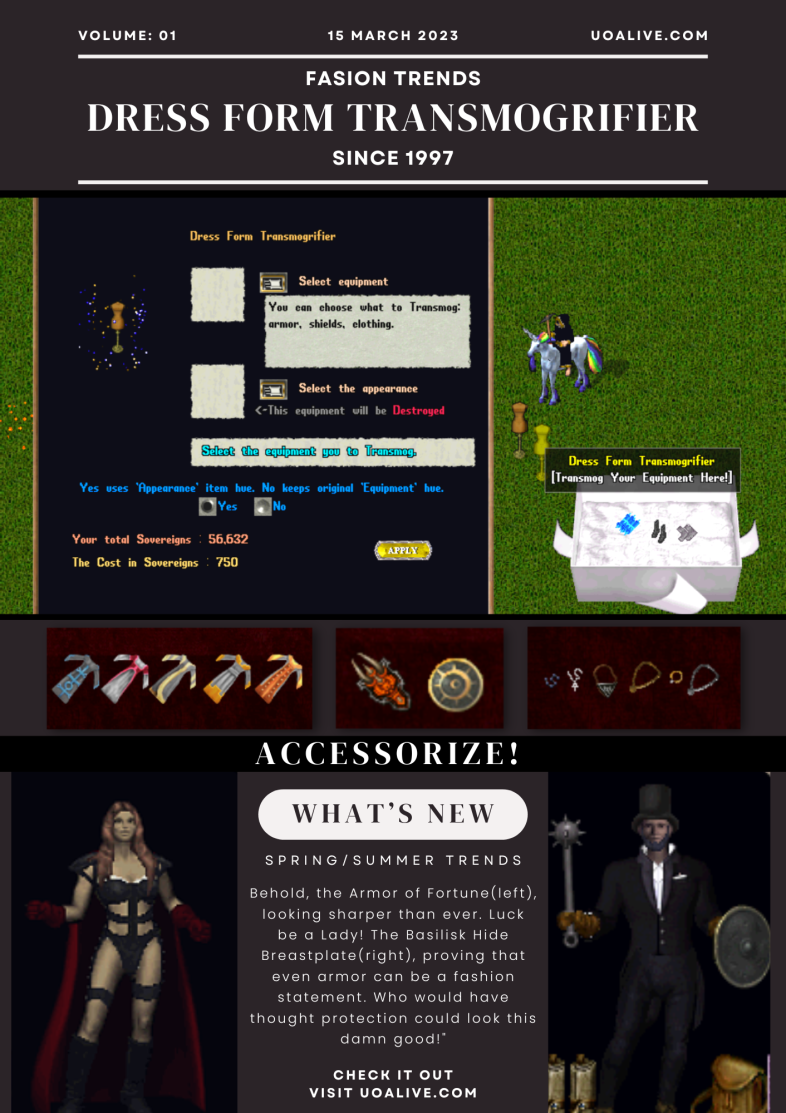 VOLUME: 01
15 MARCH 2023
UOALIVE.COM
FASION TRENDS
DRESS FORM TRANSMOGRIFIER
SINCE 1997
Dress Form Transmogrifier
Select equipment
You can choose what to Transmog:
armor, shields, clothing.
Select the appearance
<-This equipment will be Destroyed
Select the equipment you to Transmog.
Yes uses 'Appearance' item hue. No keeps original 'Equipment' hue.
Yes No
Your total Sovereigns : 56,632
The Cost in Sovereigns : 750
APPLY
Dress Form Transmogrifier
[Transmog Your Equipment Here!]
ACCESSORIZE!
WHAT'S NEW
SPRING/SUMMER TRENDS
Behold, the Armor of Fortune(left),
looking sharper than ever. Luck
be a Lady! The Basilisk Hide
Breastplate(right), proving that
even armor can be a fashion
statement. Who would have
thought protection could look this
damn good!"
CHECK IT OUT
VISIT UOALIVE.COM